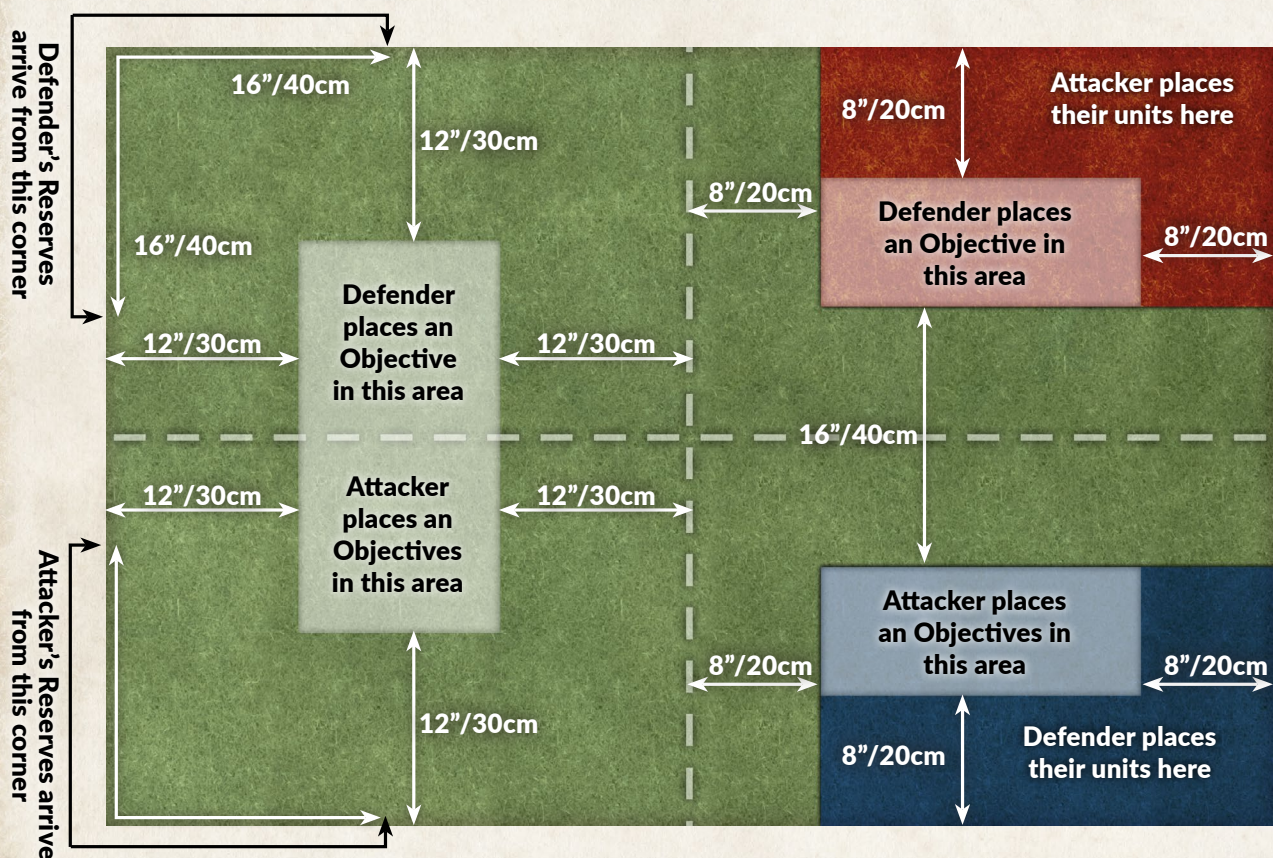 Defender’s Reserves
arrive from this corner
16”/40cm
12”/30cm
16”/40cm
8”/20cm
Attacker places
their units here
8”/20cm
Defender places
an Objective in
this area
8”/20cm
Defender
places an
Objective
in this area
12”/30cm
12”/30cm
16”/40cm
Attacker
places an
Objectives
in this area
12”/30cm
12”/30cm
Attacker’s Reserves arrive
from this corner
12”/30cm
Attacker places
an Objectives in
this area
8”/20cm
8”/20cm
8”/20cm
Defender places
their units here